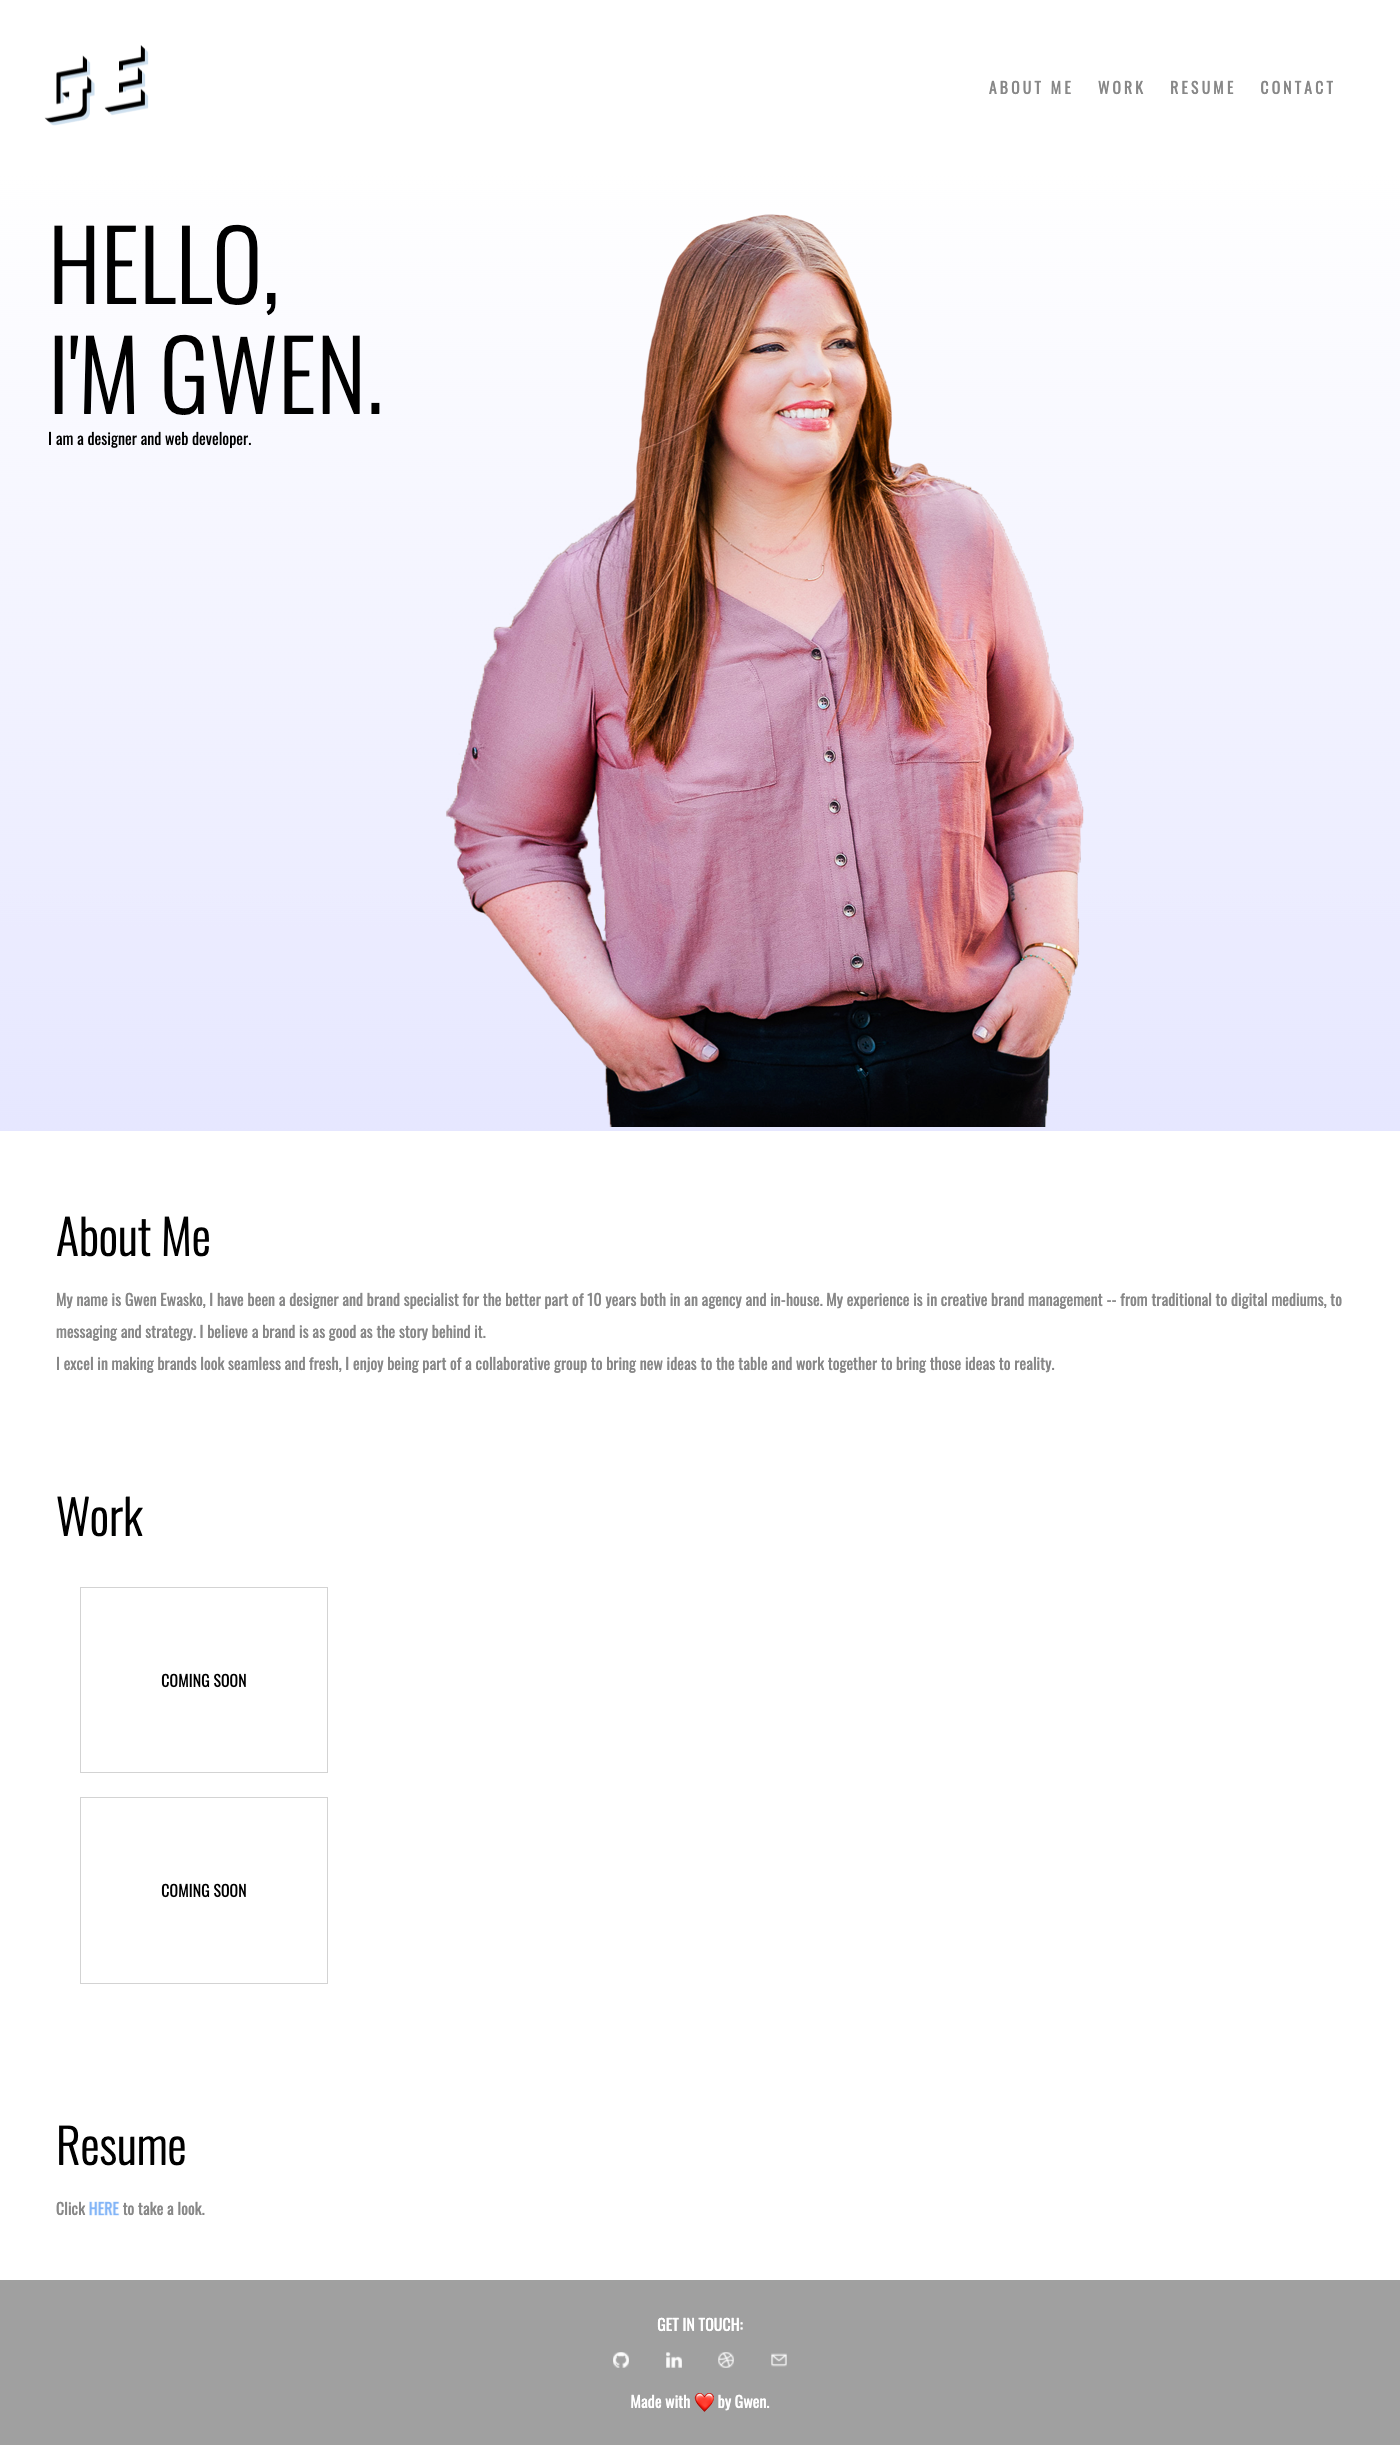 GE
ABOUT ME WORK RESUME CONTACT
HELLO,
I'M GWEN.
I am a designer and web developer.
About Me
My name is Gwen Ewasko, I have been a designer and brand specialist for the better part of 10 years both in an agency and in-house. My experience is in creative brand management -- from traditional to digital mediums, to
messaging and strategy. I believe a brand is as good as the story behind it.
I excel in making brands look seamless and fresh, I enjoy being part of a collaborative group to bring new ideas to the table and work together to bring those ideas to reality.
Work
COMING SOON
COMING SOON
Resume
Click HERE to take a look.
GET IN TOUCH:
in
Made with ❤️ by Gwen.